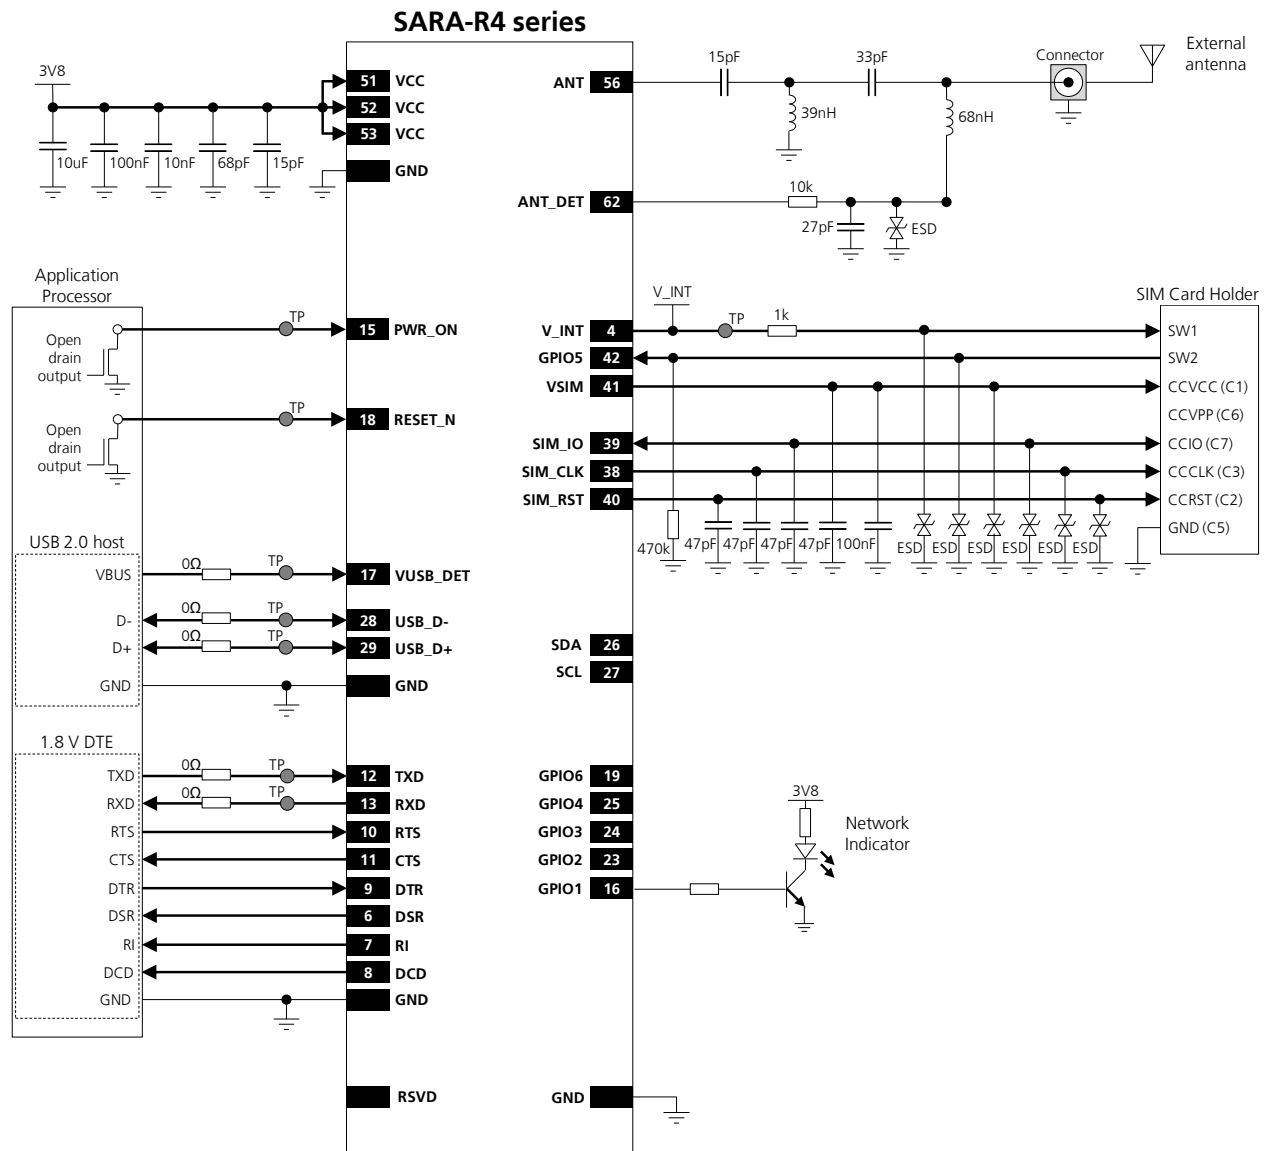 SARA-R4 series
3V8
10uF
100nF
10nF
68pF
15pF
51 VCC
52 VCC
53 VCC
GND
ANT 56
15pF
33pF
39nH
68nH
Connector
External
antenna
ANT_DET 62
10k
27pF
ESD
Application
Processor
Open
drain
output
TP
15 PWR_ON
Open
drain
output
TP
18 RESET_N
V_INT
TP
1k
V_INT 4
GPIO5 42
VSIM 41
SIM_IO 39
SIM_CLK 38
SIM_RST 40
SIM Card Holder
SW1
SW2
CCVCC (C1)
CCVPP (C6)
CCIO (C7)
CCCLK (C3)
CCRST (C2)
GND (C5)
470k
47pF
47pF
47pF
47pF
100nF
ESD
ESD
ESD
ESD
ESD
ESD
USB 2.0 host
VBUS
0Ω
TP
17 VUSB_DET
D-
0Ω
TP
28 USB_D-
D+
0Ω
TP
29 USB_D+
GND
GND
SDA 26
SCL 27
1.8 V DTE
TXD
0Ω
TP
12 TXD
RXD
0Ω
TP
13 RXD
RTS
10 RTS
CTS
11 CTS
DTR
9 DTR
DSR
6 DSR
RI
7 RI
DCD
8 DCD
GND
GND
GPIO6 19
GPIO4 25
GPIO3 24
GPIO2 23
GPIO1 16
3V8
Network
Indicator
RSVD
GND